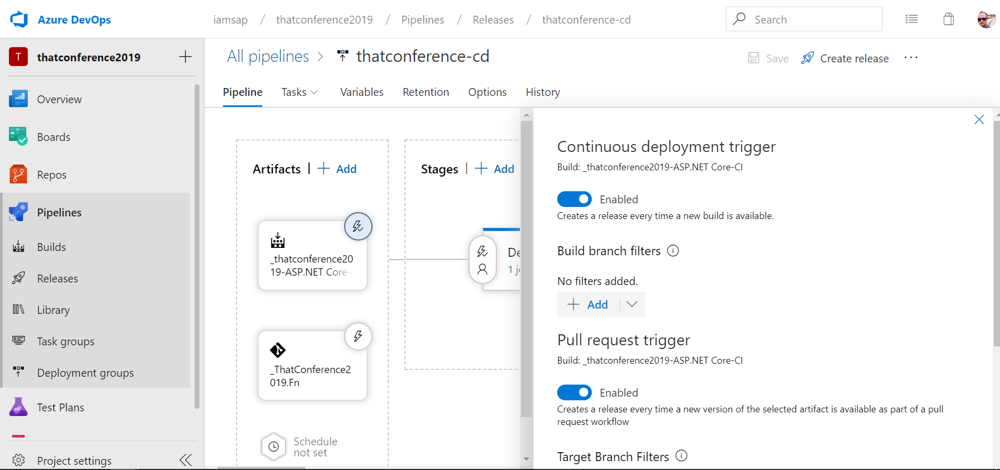 Azure DevOps
iamsap / thatconference2019 / Pipelines / Releases / thatconference-cd
Search
T thatconference2019
Overview
Boards
Repos
Pipelines
Builds
Releases
Library
Task groups
Deployment groups
Test Plans
Project settings
All pipelines > thatconference-cd
Save
Create release
Pipeline
Tasks
Variables
Retention
Options
History
Artifacts | + Add
_thatconference20
19-ASP.NET Core-
_ThatConference2
019.Fn
Schedule
not set
Stages | + Add
De
1 jo
Continuous deployment trigger
Build: _thatconference2019-ASP.NET Core-CI
Enabled
Creates a release every time a new build is available.
Build branch filters
No filters added.
+ Add
Pull request trigger
Build: _thatconference2019-ASP.NET Core-CI
Enabled
Creates a release every time a new version of the selected artifact is available as part of a pull
request workflow
Target Branch Filters